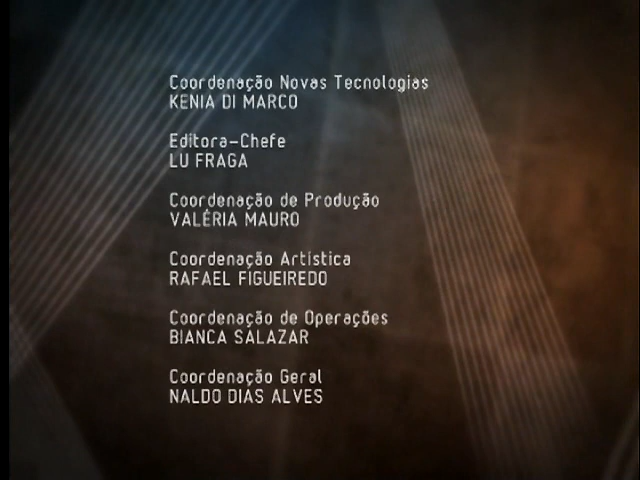 Coordenação Novas Tecnologias
KENIA DI MARCO
Editora-Chefe
LU FRAGA
Coordenação de Produção
VALÉRIA MAURO
Coordenação Artística
RAFAEL FIGUEIREDO
Coordenação de Operações
BIANCA SALAZAR
Coordenação Geral
NALDO DIAS ALVES